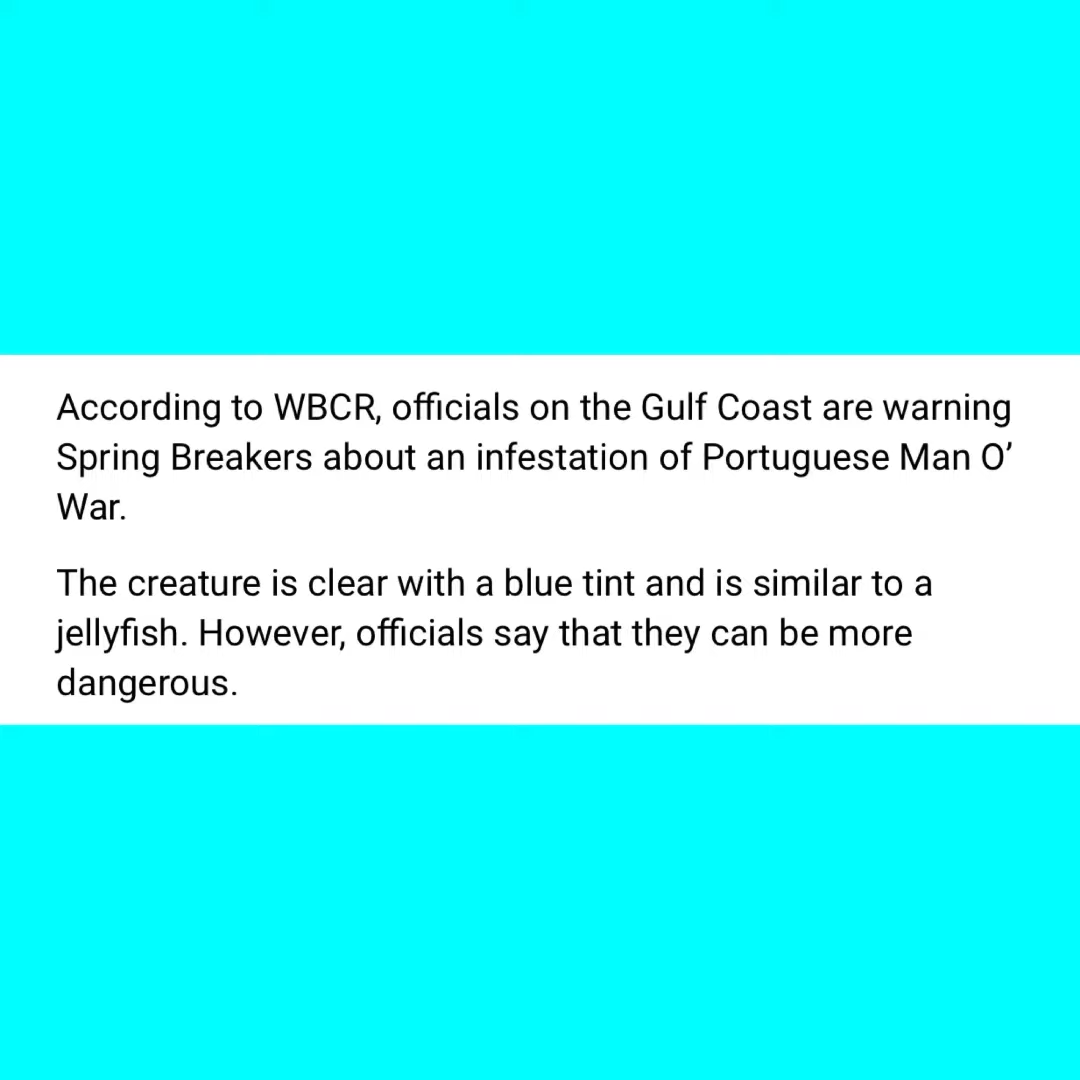 According to WBCR, officials on the Gulf Coast are warning
Spring Breakers about an infestation of Portuguese Man O’
War.
The creature is clear with a blue tint and is similar to a
jellyfish. However, officials say that they can be more
dangerous.